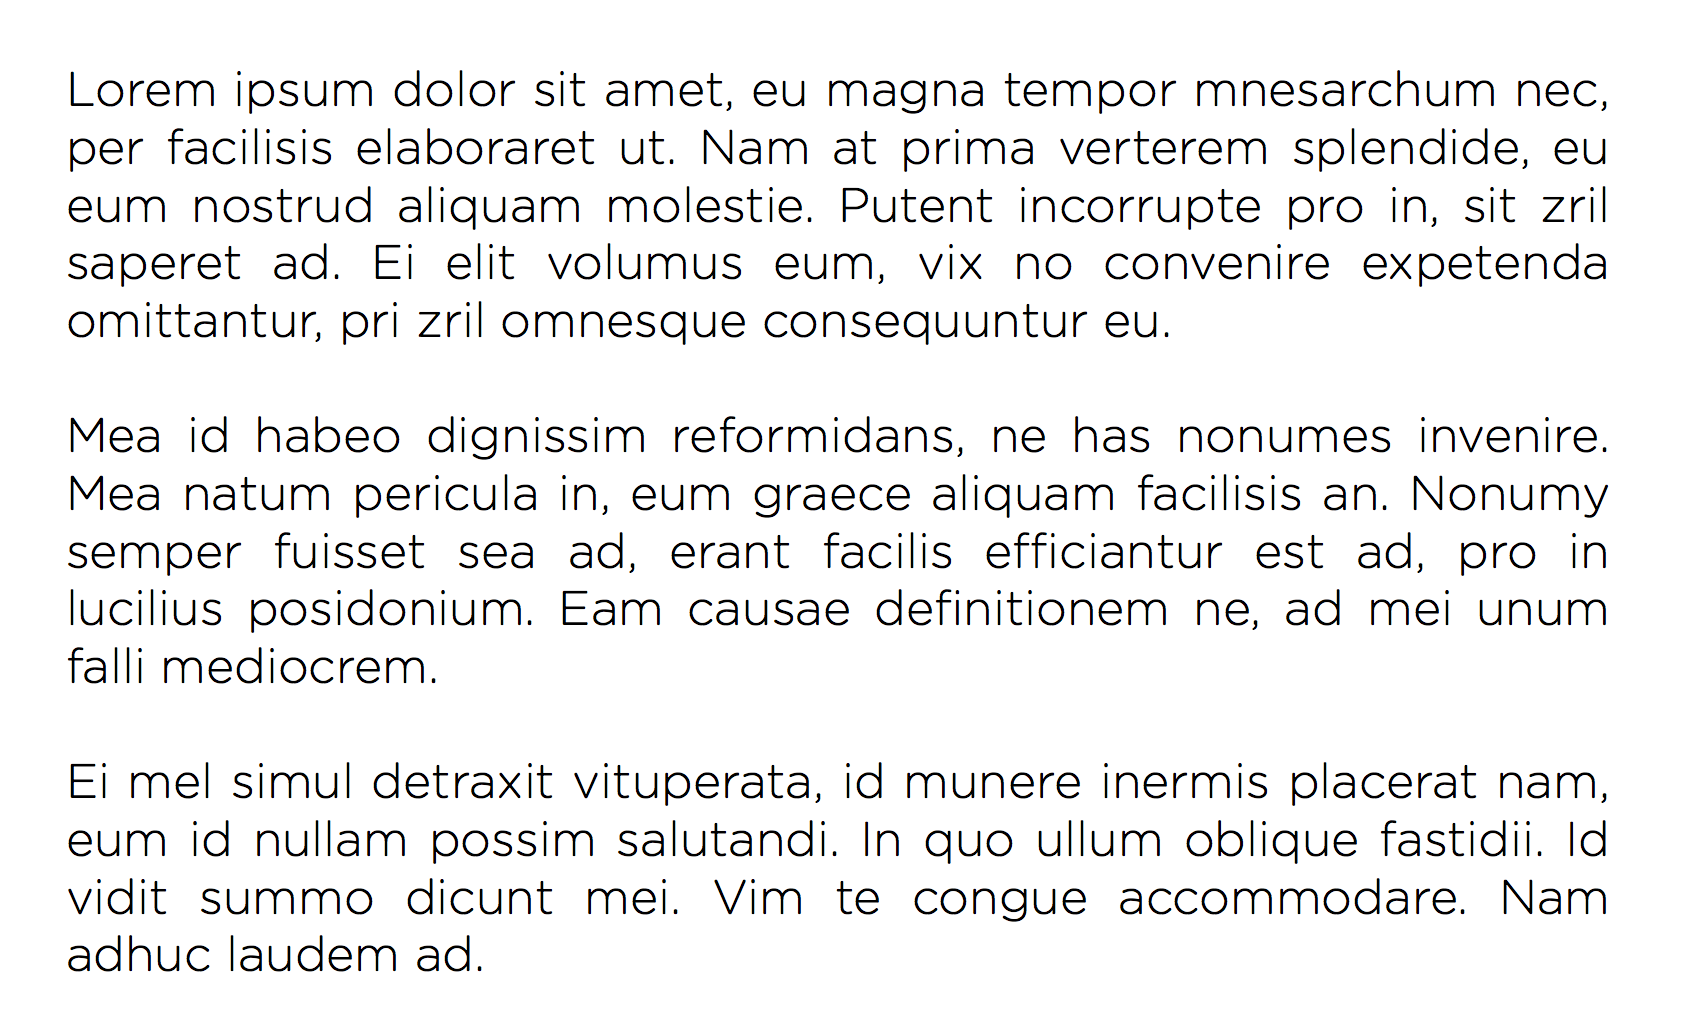 Lorem ipsum dolor sit amet, eu magna tempor mnesarchum nec,
per facilisis elaboraret ut. Nam at prima verterem splendide, eu
eum nostrud aliquam molestie. Putent incorrupte pro in, sit zril
saperet ad. Ei elit volumus eum, vix no convenire expetenda
omittantur, pri zril omnesque consequuntur eu.

Mea id habeo dignissim reformidans, ne has nonumes invenire.
Mea natum pericula in, eum graece aliquam facilisis an. Nonumy
semper fuisset sea ad, erant facilis efficiantur est ad, pro in
lucilius posidonium. Eam causae definitionem ne, ad mei unum
falli mediocrem.

Ei mel simul detraxit vituperata, id munere inermis placerat nam,
eum id nullam possim salutandi. In quo ullum oblique fastidii. Id
vidit summo dicunt mei. Vim te congue accommodare. Nam
adhuc laudem ad.